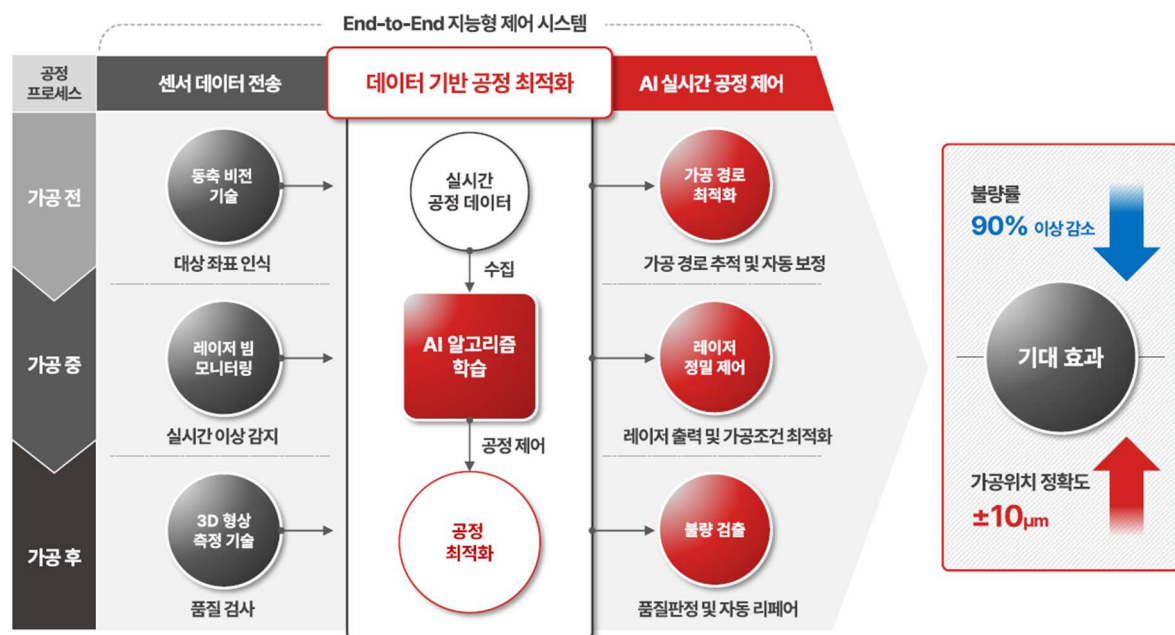 End-to-End 지능형 제어 시스템
공정
프로세스
센서 데이터 전송
데이터 기반 공정 최적화
AI 실시간 공정 제어
가공 전
동축 비전
기술
대상 좌표 인식
실시간
공정 데이터
수집
가공 경로
최적화
가공 경로 추적 및 자동 보정
가공 중
레이저 빔
모니터링
실시간 이상 감지
AI 알고리즘
학습
공정 제어
레이저
정밀 제어
레이저 출력 및 가공조건 최적화
가공 후
3D 형상
측정 기술
품질 검사
공정
최적화
불량 검출
품질판정 및 자동 리페어
불량률
90% 이상 감소
기대 효과
가공위치 정확도
±10μm